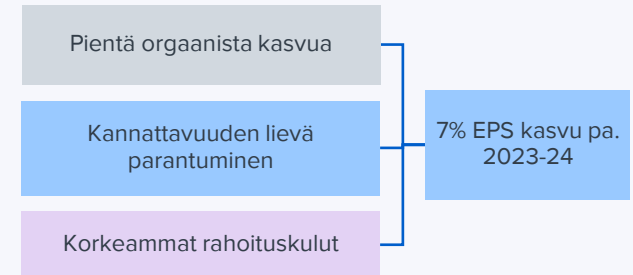 Pientä orgaanista kasvua
Kannattavuuden lievä
parantuminen
7% EPS kasvu pa.
2023-24
Korkeammat rahoituskulut